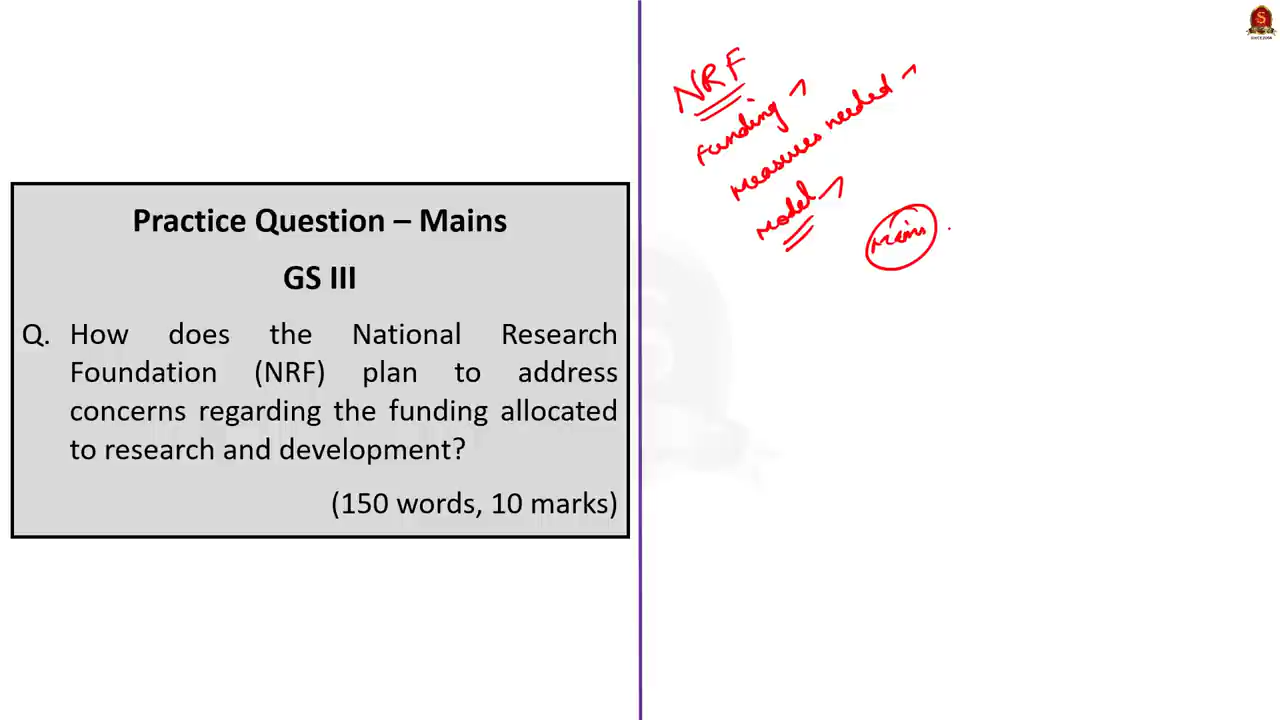 Practice Question – Mains
GS III
Q. How does the National Research
Foundation (NRF) plan to address
concerns regarding the funding allocated
to research and development?
(150 words, 10 marks)
NRF
Funding
Measures needed
Model
Mains